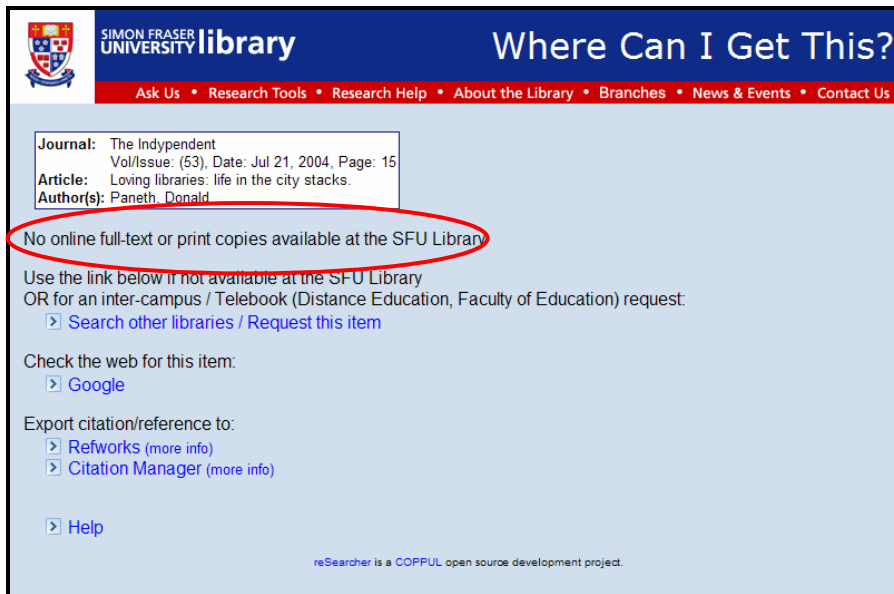 SIMON FRASER
UNIVERSITY library
Where Can I Get This?
Ask Us • Research Tools • Research Help • About the Library • Branches • News & Events • Contact Us
Journal: The Indypendent
Vol/Issue: (53), Date: Jul 21, 2004, Page: 15
Article: Loving libraries: life in the city stacks.
Author(s): Paneth, Donald
No online full-text or print copies available at the SFU Library
Use the link below if not available at the SFU Library
OR for an inter-campus / Telebook (Distance Education, Faculty of Education) request:
Search other libraries / Request this item
Check the web for this item:
Google
Export citation/reference to:
Refworks (more info)
Citation Manager (more info)
Help
reSearcher is a COPPUL open source development project.